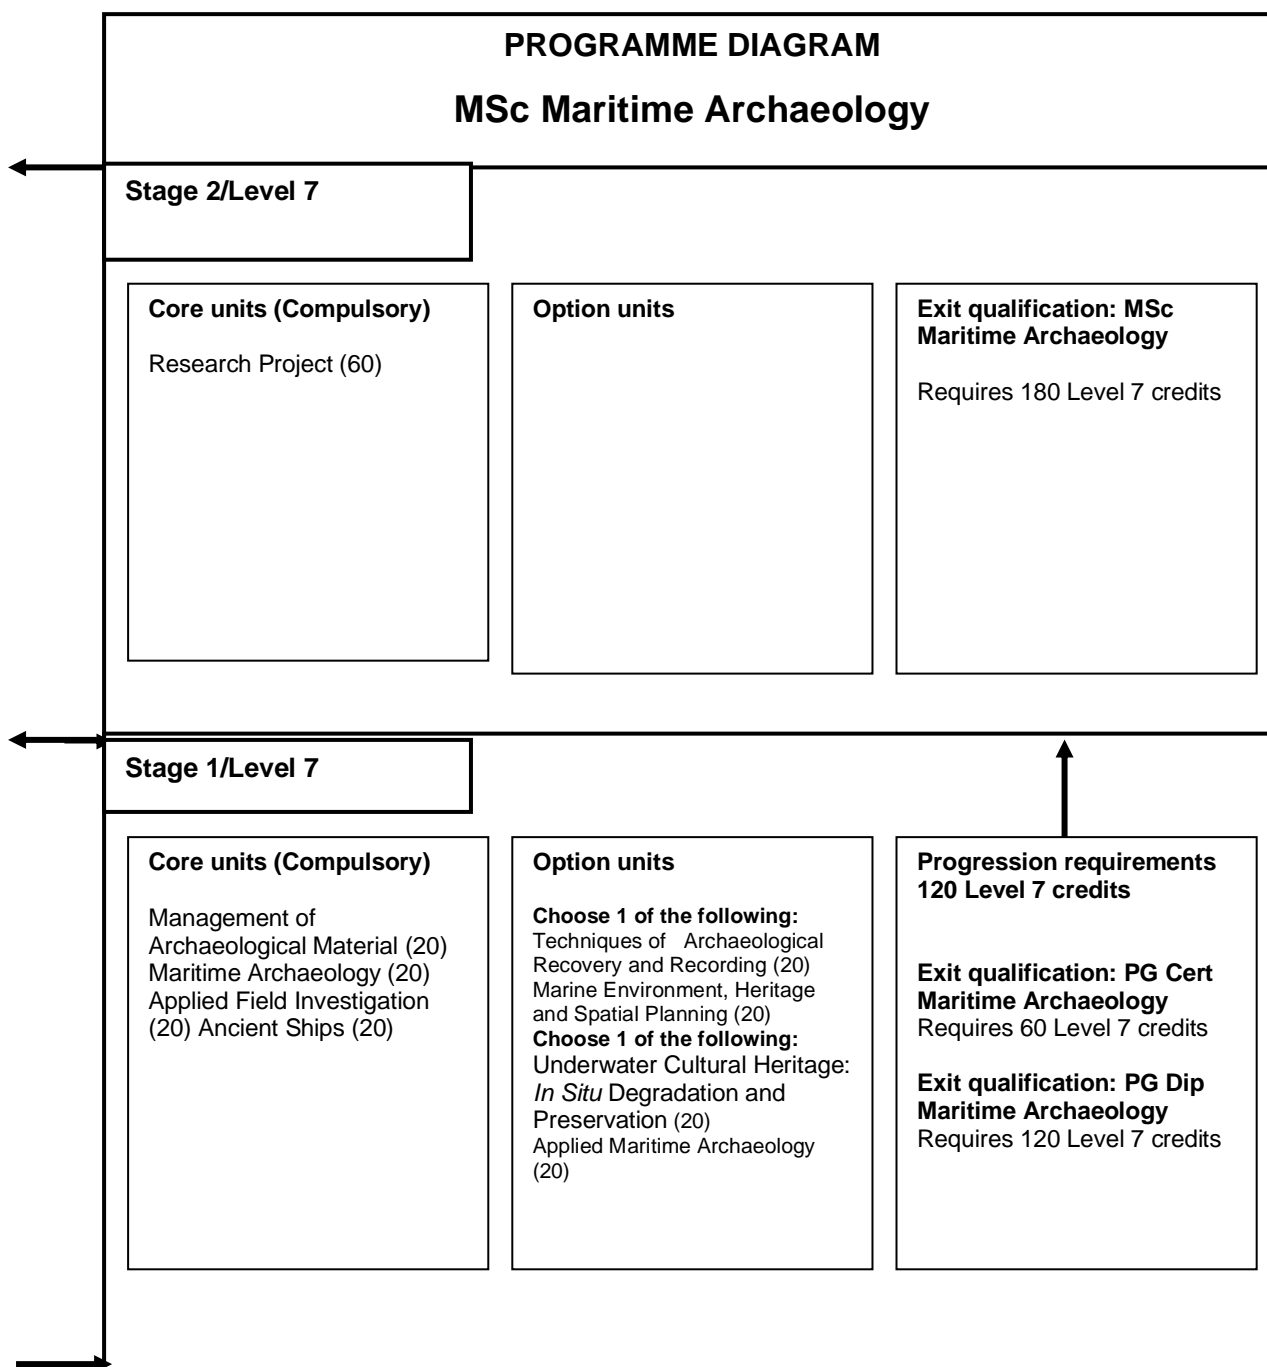 PROGRAMME DIAGRAM
MSc Maritime Archaeology
Stage 2/Level 7
Core units (Compulsory)
Research Project (60)
Option units
Exit qualification: MSc
Maritime Archaeology
Requires 180 Level 7 credits
Stage 1/Level 7
Core units (Compulsory)
Management of
Archaeological Material (20)
Maritime Archaeology (20)
Applied Field Investigation
(20) Ancient Ships (20)
Option units
Choose 1 of the following:
Techniques of Archaeological
Recovery and Recording (20)
Marine Environment, Heritage
and Spatial Planning (20)
Choose 1 of the following:
Underwater Cultural Heritage:
In Situ Degradation and
Preservation (20)
Applied Maritime Archaeology
(20)
Progression requirements
120 Level 7 credits
Exit qualification: PG Cert
Maritime Archaeology
Requires 60 Level 7 credits
Exit qualification: PG Dip
Maritime Archaeology
Requires 120 Level 7 credits